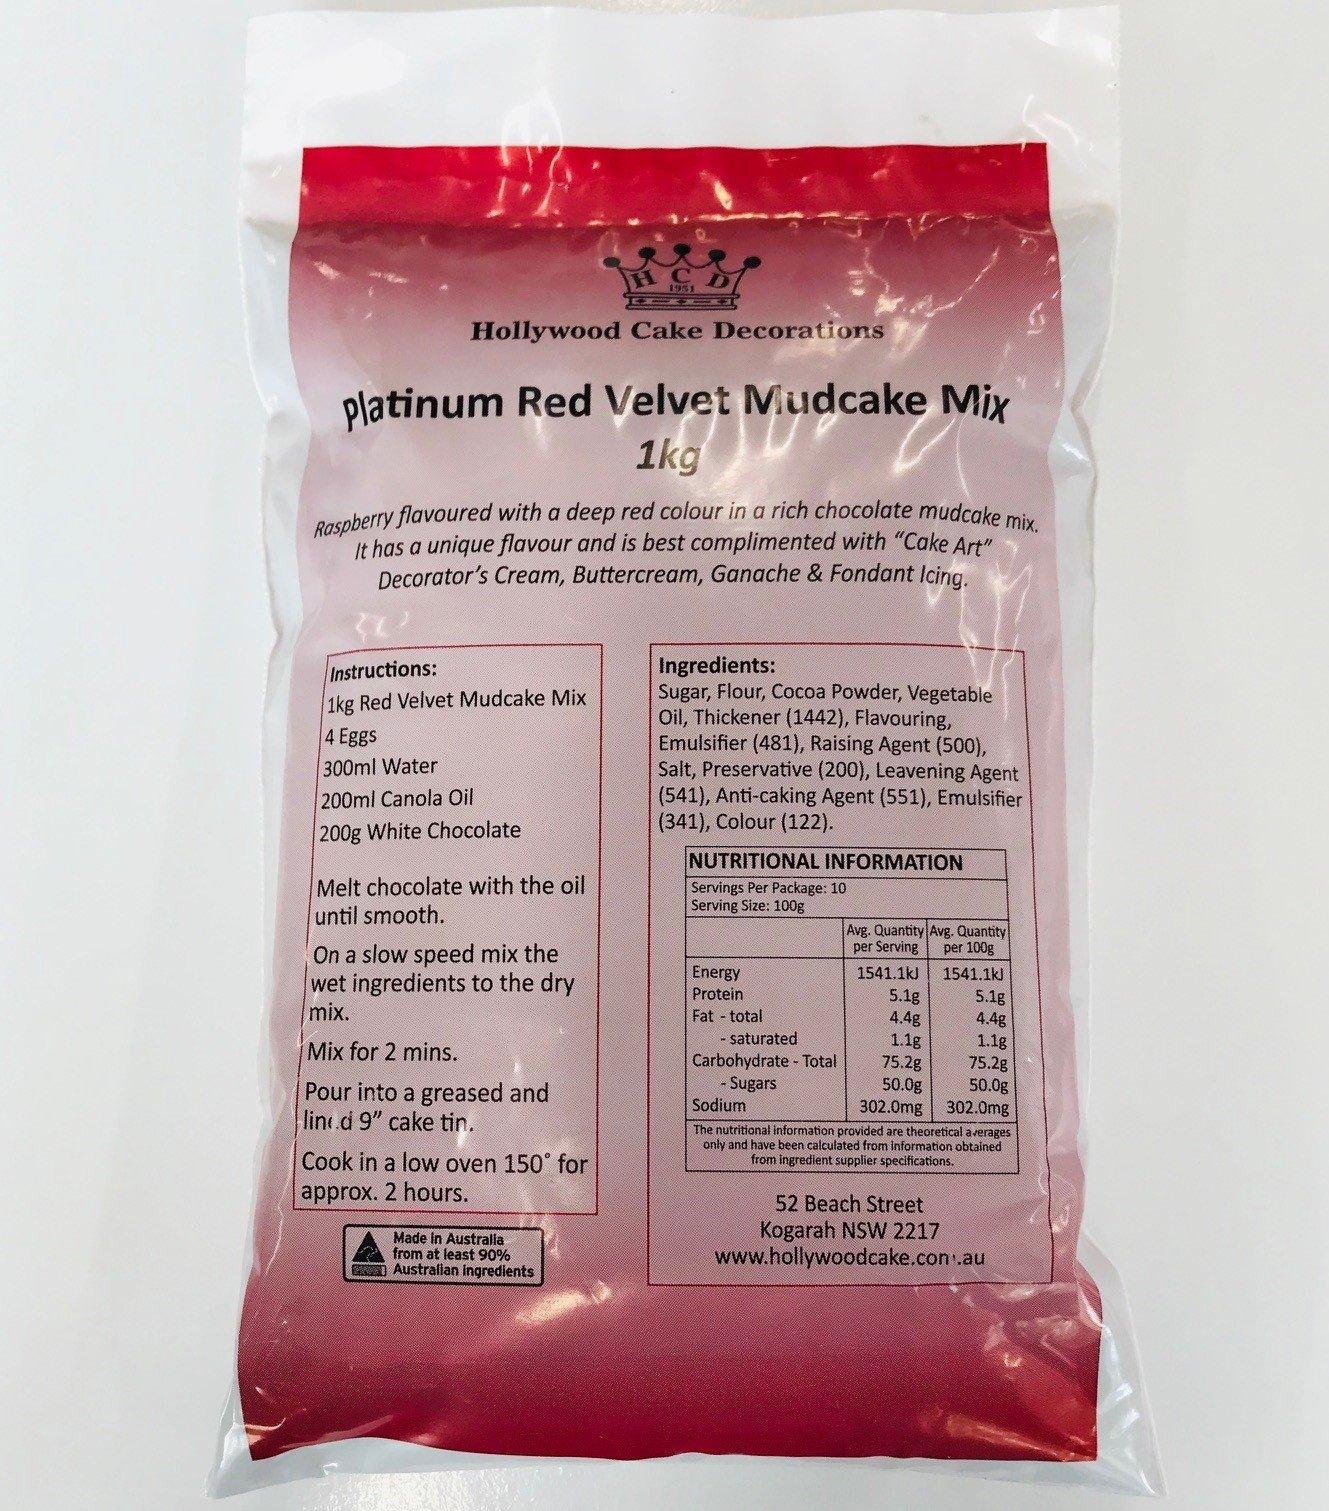 H C D
1951
Hollywood Cake Decorations
Platinum Red Velvet Mudcake Mix
1kg
Raspberry flavoured with a deep red colour in a rich chocolate mudcake mix.
It has a unique flavour and is best complimented with “Cake Art”
Decorator’s Cream, Buttercream, Ganache & Fondant Icing.
Instructions:
1kg Red Velvet Mudcake Mix
4 Eggs
300ml Water
200ml Canola Oil
200g White Chocolate
Melt chocolate with the oil
until smooth.
On a slow speed mix the
wet ingredients to the dry
mix.
Mix for 2 mins.
Pour into a greased and
lined 9” cake tin.
Cook in a low oven 150° for
approx. 2 hours.
Made in Australia
from at least 90%
Australian ingredients
Ingredients:
Sugar, Flour, Cocoa Powder, Vegetable
Oil, Thickener (1442), Flavouring,
Emulsifier (481), Raising Agent (500),
Salt, Preservative (200), Leavening Agent
(541), Anti-caking Agent (551), Emulsifier
(341), Colour (122).
NUTRITIONAL INFORMATION
Servings Per Package: 10
Serving Size: 100g
Avg. Quantity Avg. Quantity
per Serving per 100g
Energy 1541.1kJ 1541.1kJ
Protein 5.1g 5.1g
Fat - total 4.4g 4.4g
- saturated 1.1g 1.1g
Carbohydrate - Total 75.2g 75.2g
- Sugars 50.0g 50.0g
Sodium 302.0mg 302.0mg
The nutritional information provided are theoretical averages
only and have been calculated from information obtained
from ingredient supplier specifications.
52 Beach Street
Kogarah NSW 2217
www.hollywoodcake.com.au